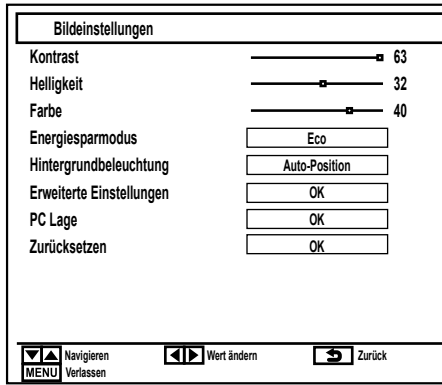 Bildeinstellungen
Kontrast 63
Helligkeit 32
Farbe 40
Energiesparmodus Eco
Hintergrundbeleuchtung Auto-Position
Erweiterte Einstellungen OK
PC Lage OK
Zurücksetzen OK
Navigieren Wert ändern Zurück
MENU Verlassen